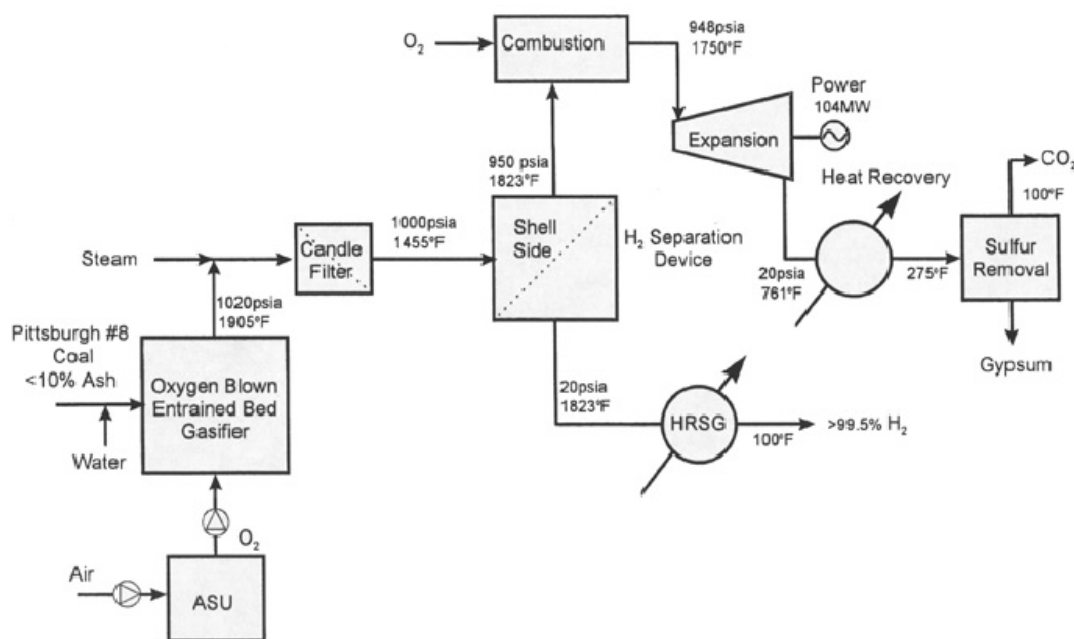 O₂
Combustion
948psia
1750°F
Power
104MW
Expansion
950 psia
1823°F
Heat Recovery
CO₂
100°F
1000psia
1455°F
Shell
Side
H₂ Separation
Device
Sulfur
Removal
Steam
Candle
Filter
20psia
761°F
275°F
1020psia
1905°F
Gypsum
Pittsburgh #8
Coal
<10% Ash
Oxygen Blown
Entrained Bed
Gasifier
20psia
1823°F
HRSG
100°F
>99.5% H₂
Water
O₂
Air
ASU